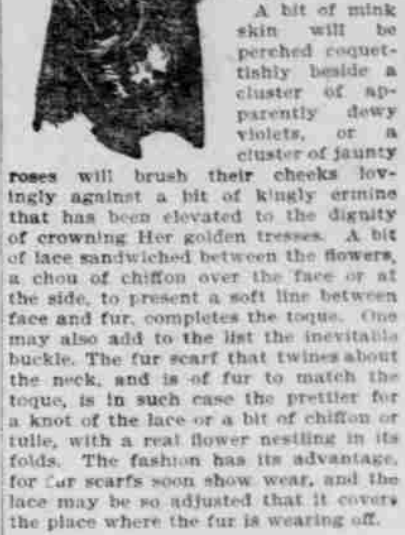 A bit of mink
skin will be
perched coquet-
tishly beside a
cluster of ap-
parently dewy
violets, or a
cluster of jaunty
roses will brush their cheeks lov-
ingly against a bit of kingly ermine
that has been elevated to the dignity
of crowning Her golden tresses. A bit
of lace sandwiched between the flowers,
a chou of chiffon over the face or at
the side, to present a soft line between
face and fur, completes the toque. One
may also add to the list the inevitable
buckle. The fur scarf that twines about
the neck, and is of fur to match the
toque, is in such case the prettier for
a knot of the lace or a bit of chiffon or
tulle, with a real flower nestling in its
folds. The fashion has its advantage,
for fur scarfs soon show wear, and the
lace may be so adjusted that it covers
the place where the fur is wearing off.